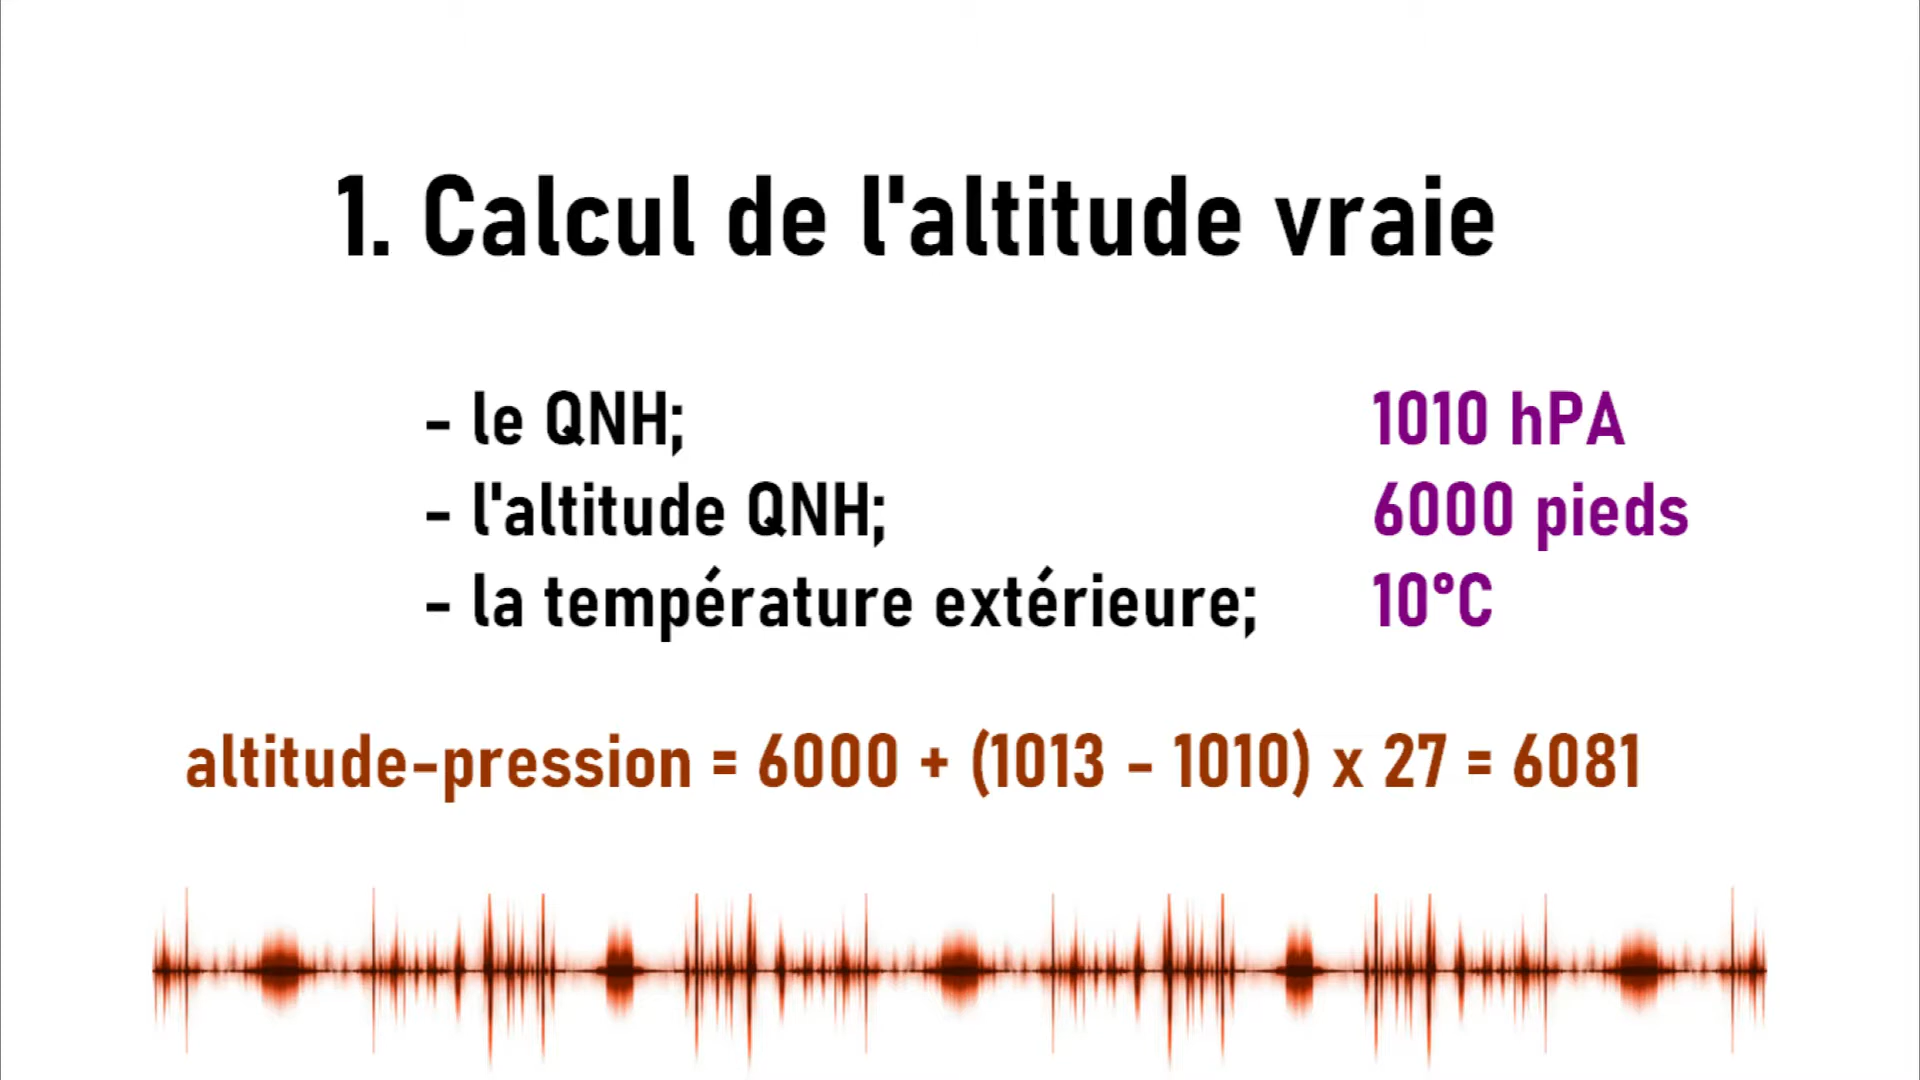 1. Calcul de l'altitude vraie
- le QNH; 1010 hPA
- l'altitude QNH; 6000 pieds
- la température extérieure; 10°C
altitude-pression = 6000 + (1013 - 1010) x 27 = 6081